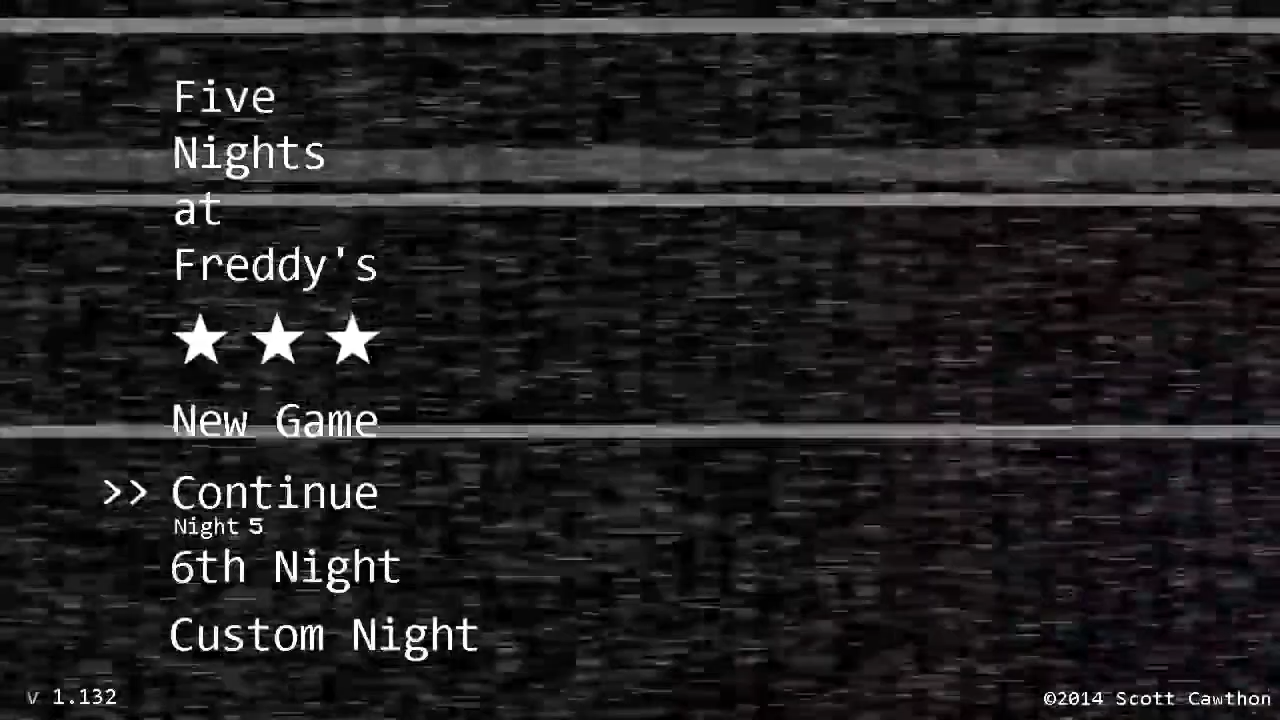 Five
Nights
at
Freddy's
★ ★ ★
New Game
>> Continue
Night 5
6th Night
Custom Night
v 1.132
©2014 Scott Cawthon